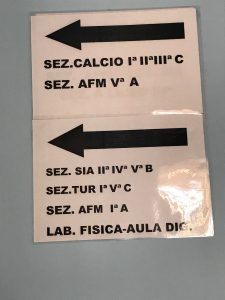 SEZ.CALCIO Iª IIªIIIª C
SEZ. AFM Vª A
SEZ. SIA IIª IVª Vª B
SEZ.TUR Iª Vª C
SEZ. AFM Iª A
LAB. FISICA-AULA DIG.